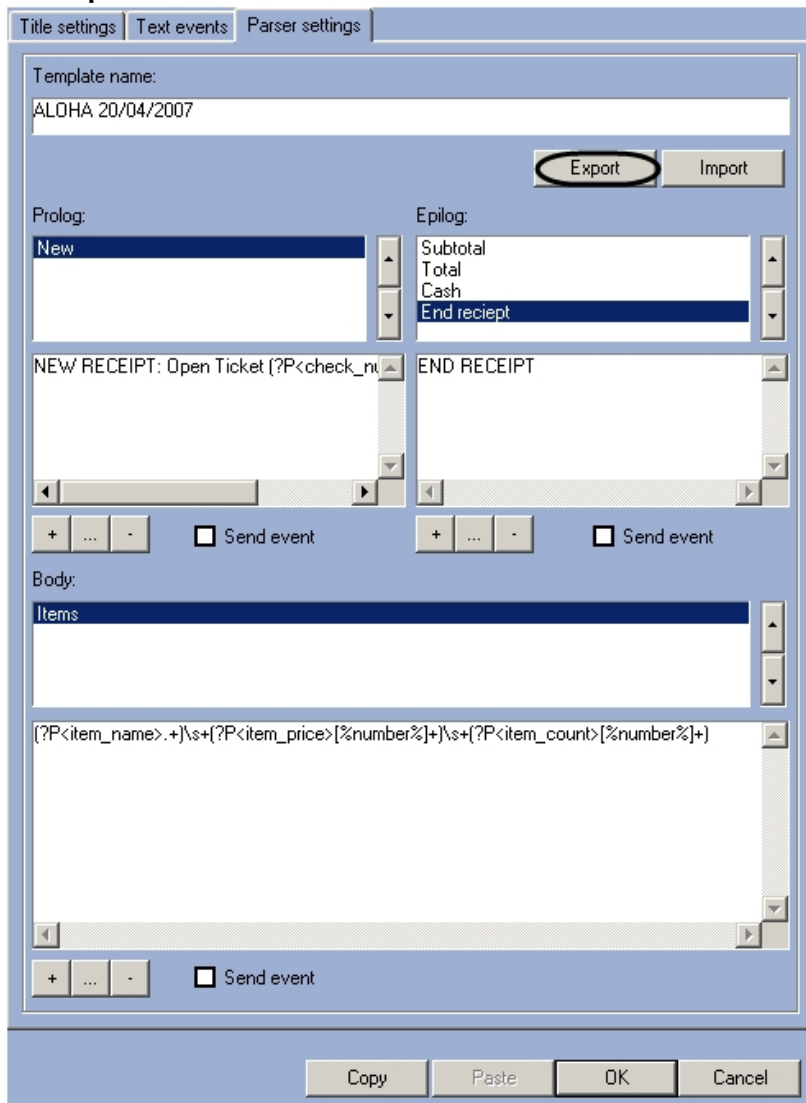 Title settings Text events Parser settings
Template name:
ALOHA 20/04/2007
Export Import
Prolog: Epilog:
New
Subtotal
Total
Cash
End reciept
NEW RECEIPT: Open Ticket (?P<check_nu
END RECEIPT
+ ... - Send event + ... - Send event
Body:
Items
(?P<item_name>.+)\s+(?P<item_price>[%number%]+)\s+(?P<item_count>[%number%]+)
+ ... - Send event
Copy Paste OK Cancel